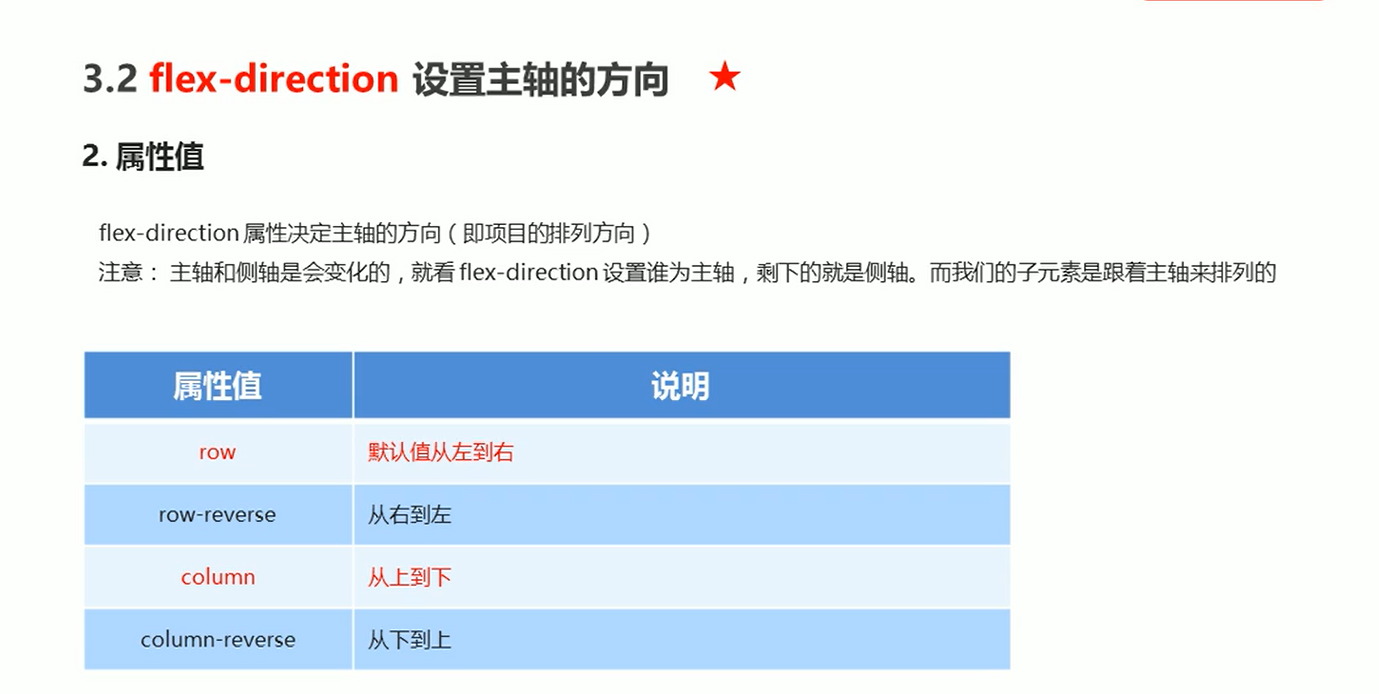 3.2 flex-direction 设置主轴的方向 ★
2. 属性值
flex-direction 属性决定主轴的方向（即项目的排列方向）
注意： 主轴和侧轴是会变化的，就看 flex-direction 设置谁为主轴，剩下的就是侧轴。而我们的子元素是跟着主轴来排列的
属性值 说明
row 默认值从左到右
row-reverse 从右到左
column 从上到下
column-reverse 从下到上